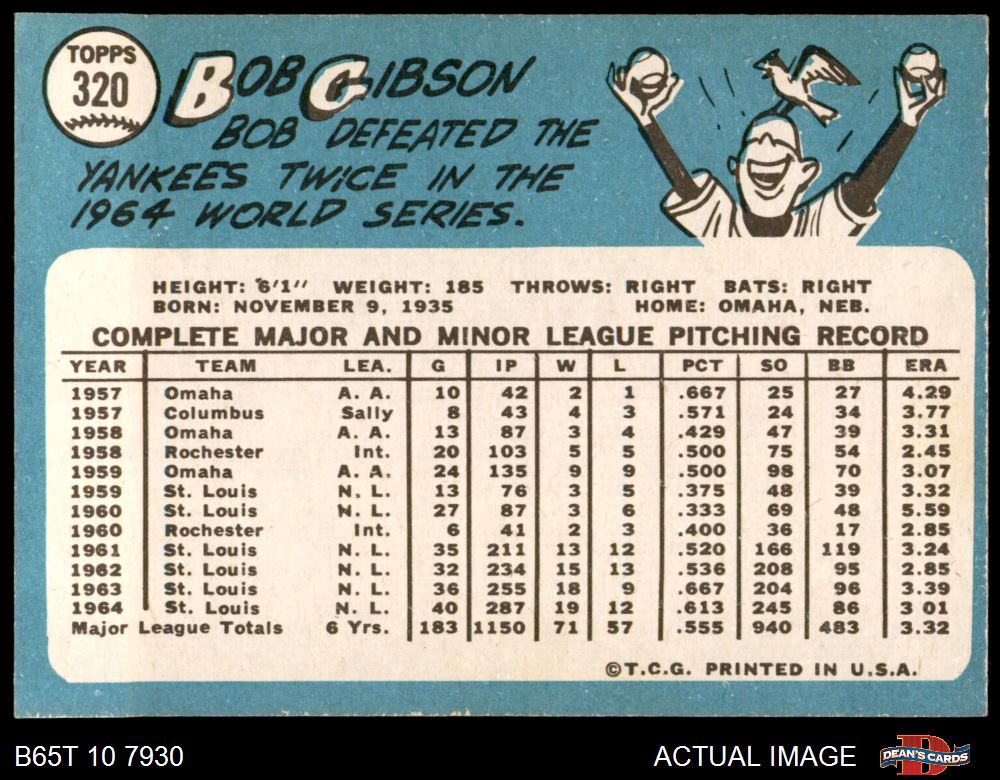 TOPPS
320
BOB GIBSON
BOB DEFEATED THE
YANKEES TWICE IN THE
1964 WORLD SERIES.
HEIGHT: 6'1" WEIGHT: 185 THROWS: RIGHT BATS: RIGHT
BORN: NOVEMBER 9, 1935 HOME: OMAHA, NEB.
COMPLETE MAJOR AND MINOR LEAGUE PITCHING RECORD
YEAR TEAM LEA. G IP W L PCT SO BB ERA
1957 Omaha A. A. 10 42 2 1 .667 25 27 4.29
1957 Columbus Sally 8 43 4 3 .571 24 34 3.77
1958 Omaha A. A. 13 87 3 4 .429 47 39 3.31
1958 Rochester Int. 20 103 5 5 .500 75 54 2.45
1959 Omaha A. A. 24 135 9 9 .500 98 70 3.07
1959 St. Louis N. L. 13 76 3 5 .375 48 39 3.32
1960 St. Louis N. L. 27 87 3 6 .333 69 48 5.59
1960 Rochester Int. 6 41 2 3 .400 36 17 2.85
1961 St. Louis N. L. 35 211 13 12 .520 166 119 3.24
1962 St. Louis N. L. 32 234 15 13 .536 208 95 2.85
1963 St. Louis N. L. 36 255 18 9 .667 204 96 3.39
1964 St. Louis N. L. 40 287 19 12 .613 245 86 3 01
Major League Totals 6 Yrs. 183 1150 71 57 .555 940 483 3.32
©T.C.G. PRINTED IN U.S.A.
B65T 10 7930 ACTUAL IMAGE DEAN'S CARDS